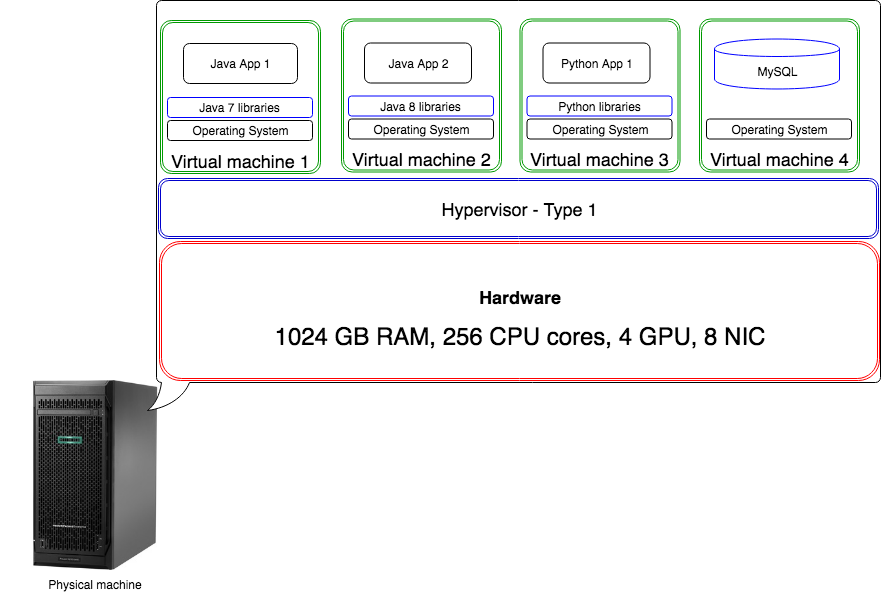 Java App 1
Java 7 libraries
Operating System
Virtual machine 1
Java App 2
Java 8 libraries
Operating System
Virtual machine 2
Python App 1
Python libraries
Operating System
Virtual machine 3
MySQL
Operating System
Virtual machine 4
Hypervisor - Type 1
Hardware
1024 GB RAM, 256 CPU cores, 4 GPU, 8 NIC
Physical machine